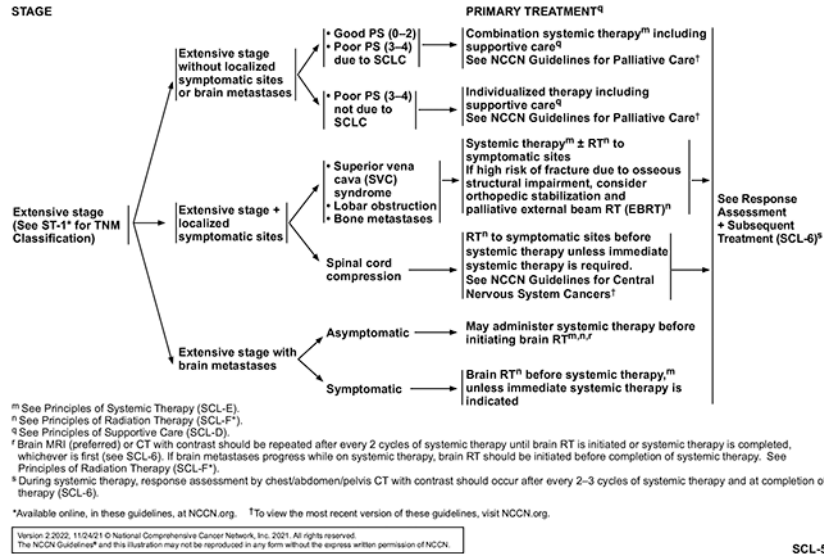 STAGE
PRIMARY TREATMENTq
Extensive stage
(See ST-1* for TNM
Classification)
Extensive stage
without localized
symptomatic sites
or brain metastases
• Good PS (0–2)
• Poor PS (3–4)
due to SCLC
Combination systemic therapym including
supportive careq
See NCCN Guidelines for Palliative Care†
• Poor PS (3–4)
not due to
SCLC
Individualized therapy including
supportive careq
See NCCN Guidelines for Palliative Care†
Extensive stage +
localized
symptomatic sites
• Superior vena
cava (SVC)
syndrome
• Lobar obstruction
• Bone metastases
Systemic therapym ± RTn to
symptomatic sites
If high risk of fracture due to osseous
structural impairment, consider
orthopedic stabilization and
palliative external beam RT (EBRT)n
Spinal cord
compression
RTn to symptomatic sites before
systemic therapy unless immediate
systemic therapy is required.
See NCCN Guidelines for Central
Nervous System Cancers†
Extensive stage with
brain metastases
Asymptomatic
May administer systemic therapy before
initiating brain RTm,n,r
Symptomatic
Brain RTn before systemic therapy,m
unless immediate systemic therapy is
indicated
See Response
Assessment
+ Subsequent
Treatment (SCL-6)s
m See Principles of Systemic Therapy (SCL-E).
n See Principles of Radiation Therapy (SCL-F*).
q See Principles of Supportive Care (SCL-D).
r Brain MRI (preferred) or CT with contrast should be repeated after every 2 cycles of systemic therapy until brain RT is initiated or systemic therapy is completed,
whichever is first (see SCL-6). If brain metastases progress while on systemic therapy, brain RT should be initiated before completion of systemic therapy. See
Principles of Radiation Therapy (SCL-F*).
s During systemic therapy, response assessment by chest/abdomen/pelvis CT with contrast should occur after every 2–3 cycles of systemic therapy and at completion of
therapy (SCL-6).
*Available online, in these guidelines, at NCCN.org. †To view the most recent version of these guidelines, visit NCCN.org.
Version 2.2022, 11/24/21 © National Comprehensive Cancer Network, Inc. 2021. All rights reserved.
The NCCN Guidelines® and this illustration may not be reproduced in any form without the express written permission of NCCN.
SCL-5